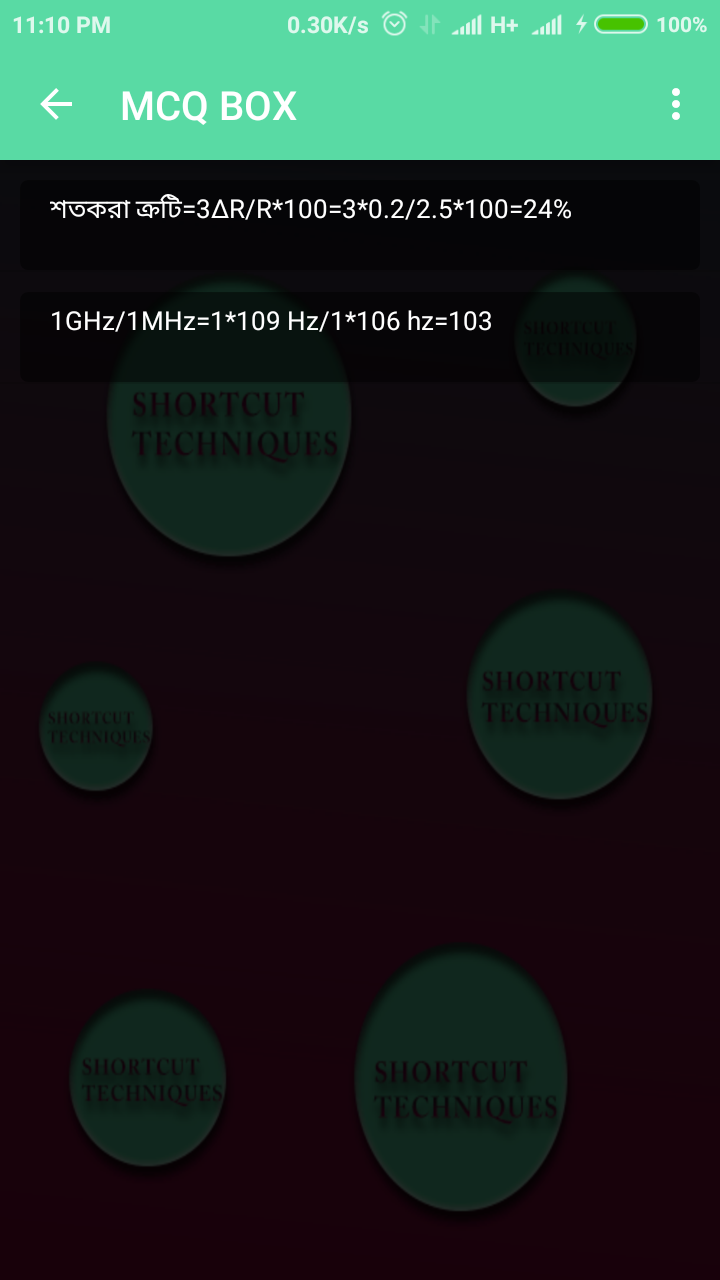 11:10 PM 0.30K/s H+ 100%
MCQ BOX
শতকরা ক্রটি=3ΔR/R*100=3*0.2/2.5*100=24%
1GHz/1MHz=1*109 Hz/1*106 hz=103
SHORTCUT
TECHNIQUES
SHORTCUT
TECHNIQUES
SHORTCUT
TECHNIQUES
SHORTCUT
TECHNIQUES
SHORTCUT
TECHNIQUES
SHORTCUT
TECHNIQUES